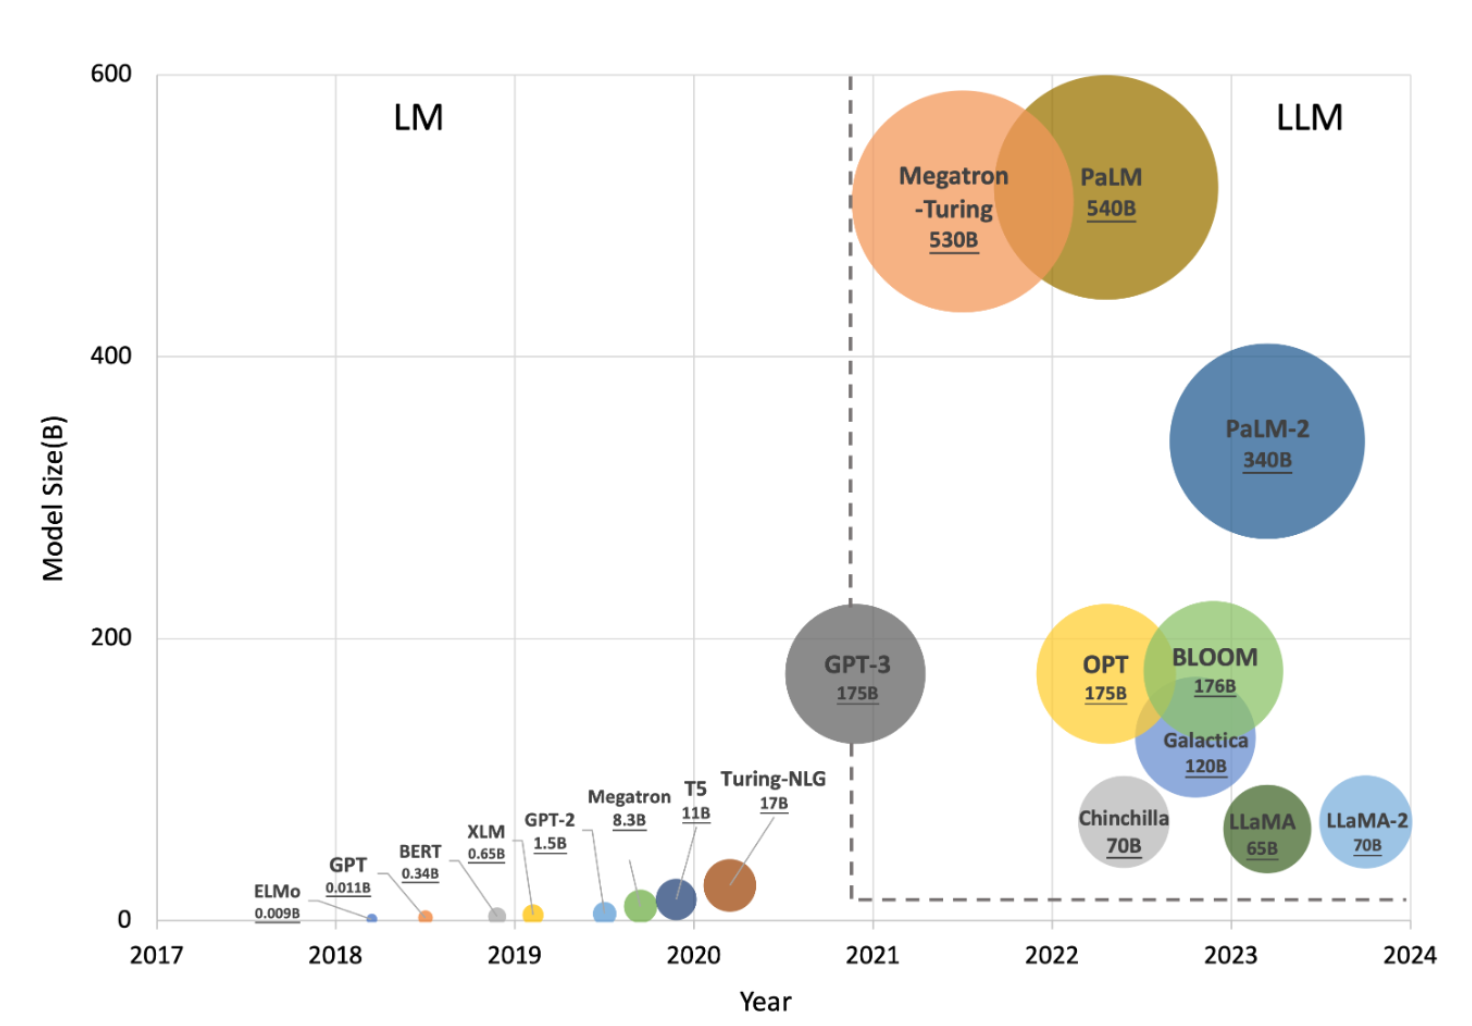 600
LM
LLM
Megatron
-Turing
530B
PaLM
540B
400
PaLM-2
340B
Model Size(B)
200
GPT-3
175B
OPT
175B
BLOOM
176B
Galactica
120B
Turing-NLG
17B
T5
11B
Megatron
8.3B
GPT-2
1.5B
XLM
0.65B
BERT
0.34B
GPT
0.011B
ELMo
0.009B
Chinchilla
70B
LLaMA
65B
LLaMA-2
70B
0
2017
2018
2019
2020
2021
2022
2023
2024
Year